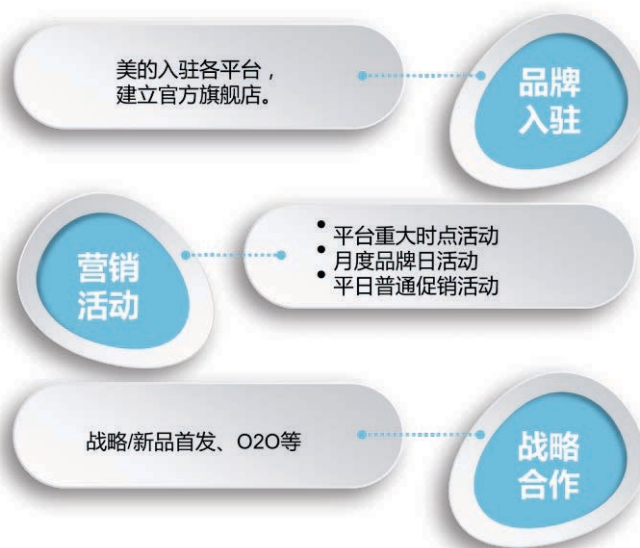 美的入驻各平台，
建立官方旗舰店。
品牌
入驻
营销
活动
• 平台重大时点活动
• 月度品牌日活动
• 平日普通促销活动
战略/新品首发、O2O等
战略
合作